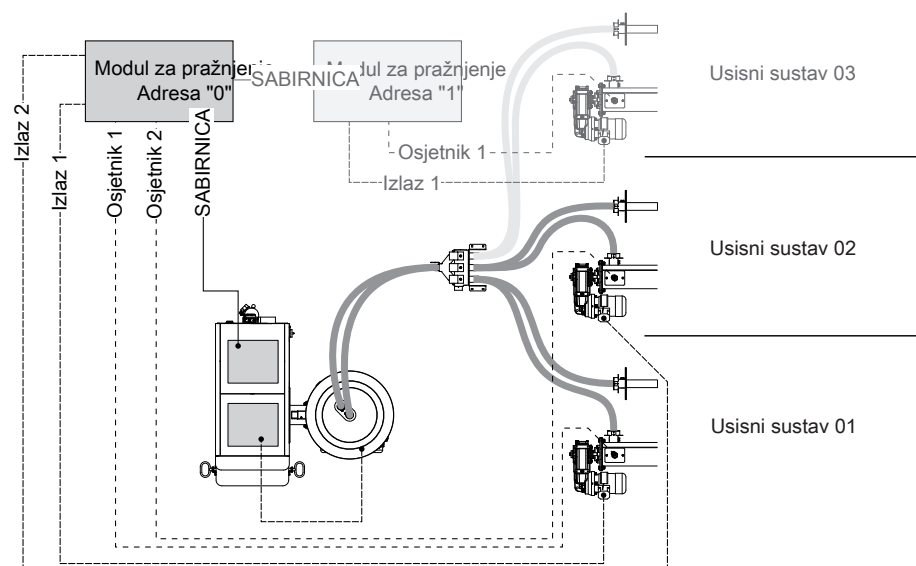 Modul za pražnjenje
Adresa "0"
SABIRNICA
Modul za pražnjenje
Adresa "1"
Usisni sustav 03
Izlaz 2
Izlaz 1
Osjetnik 1
Osjetnik 2
SABIRNICA
Osjetnik 1
Izlaz 1
Usisni sustav 02
Usisni sustav 01